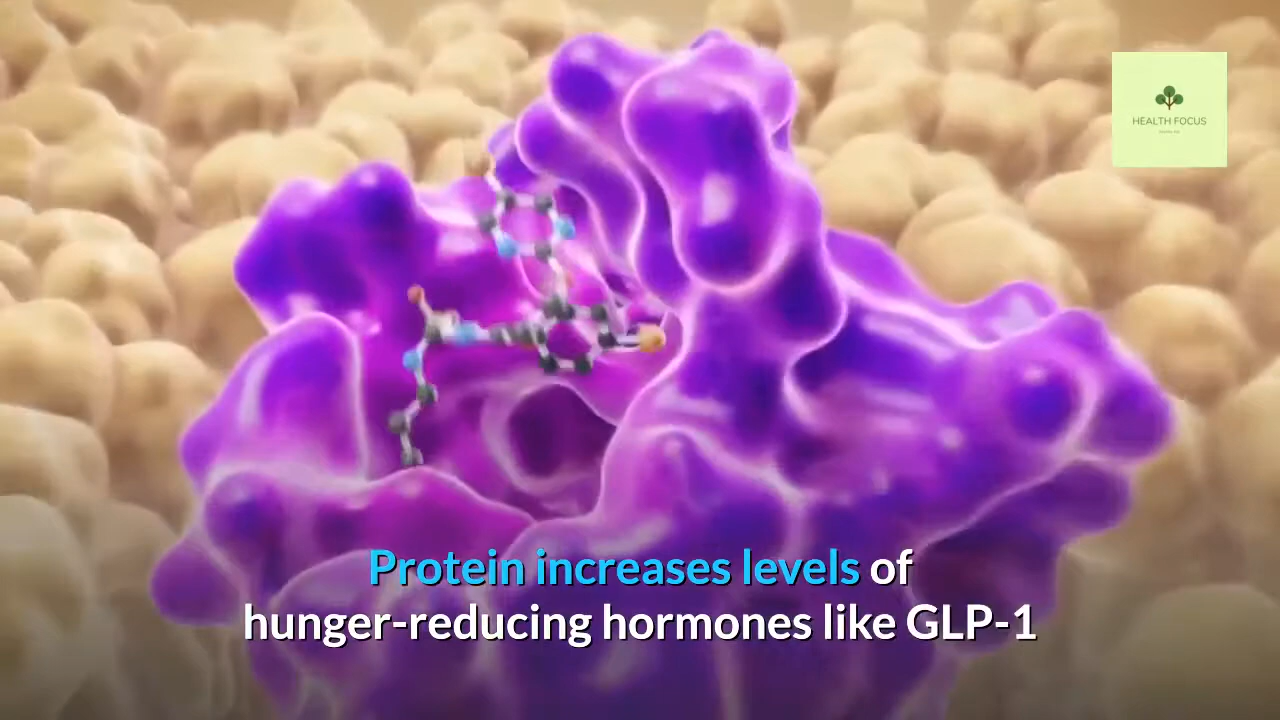 HEALTH FOCUS
Protein increases levels of
hunger-reducing hormones like GLP-1